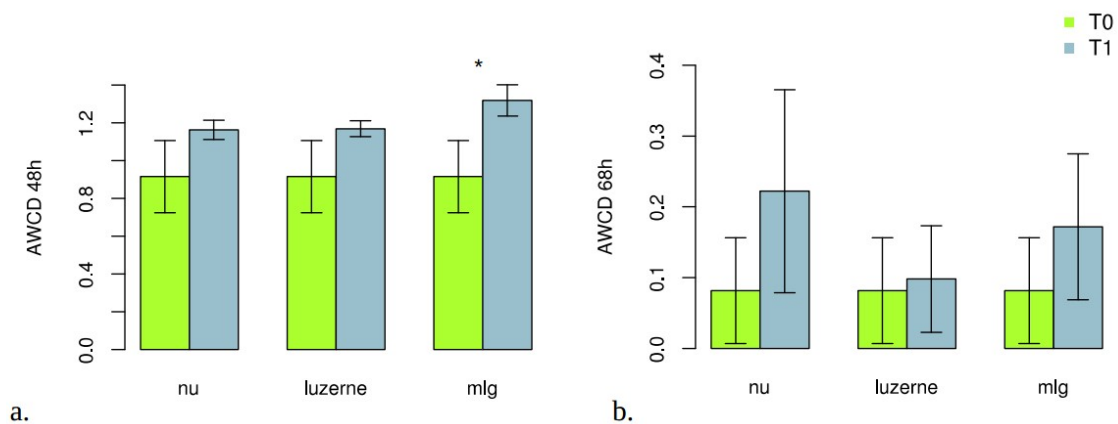 T0
T1
*
AWCD 48h
0.0
0.4
0.8
1.2
nu
luzerne
mlg
a.
AWCD 68h
0.0
0.1
0.2
0.3
0.4
nu
luzerne
mlg
b.